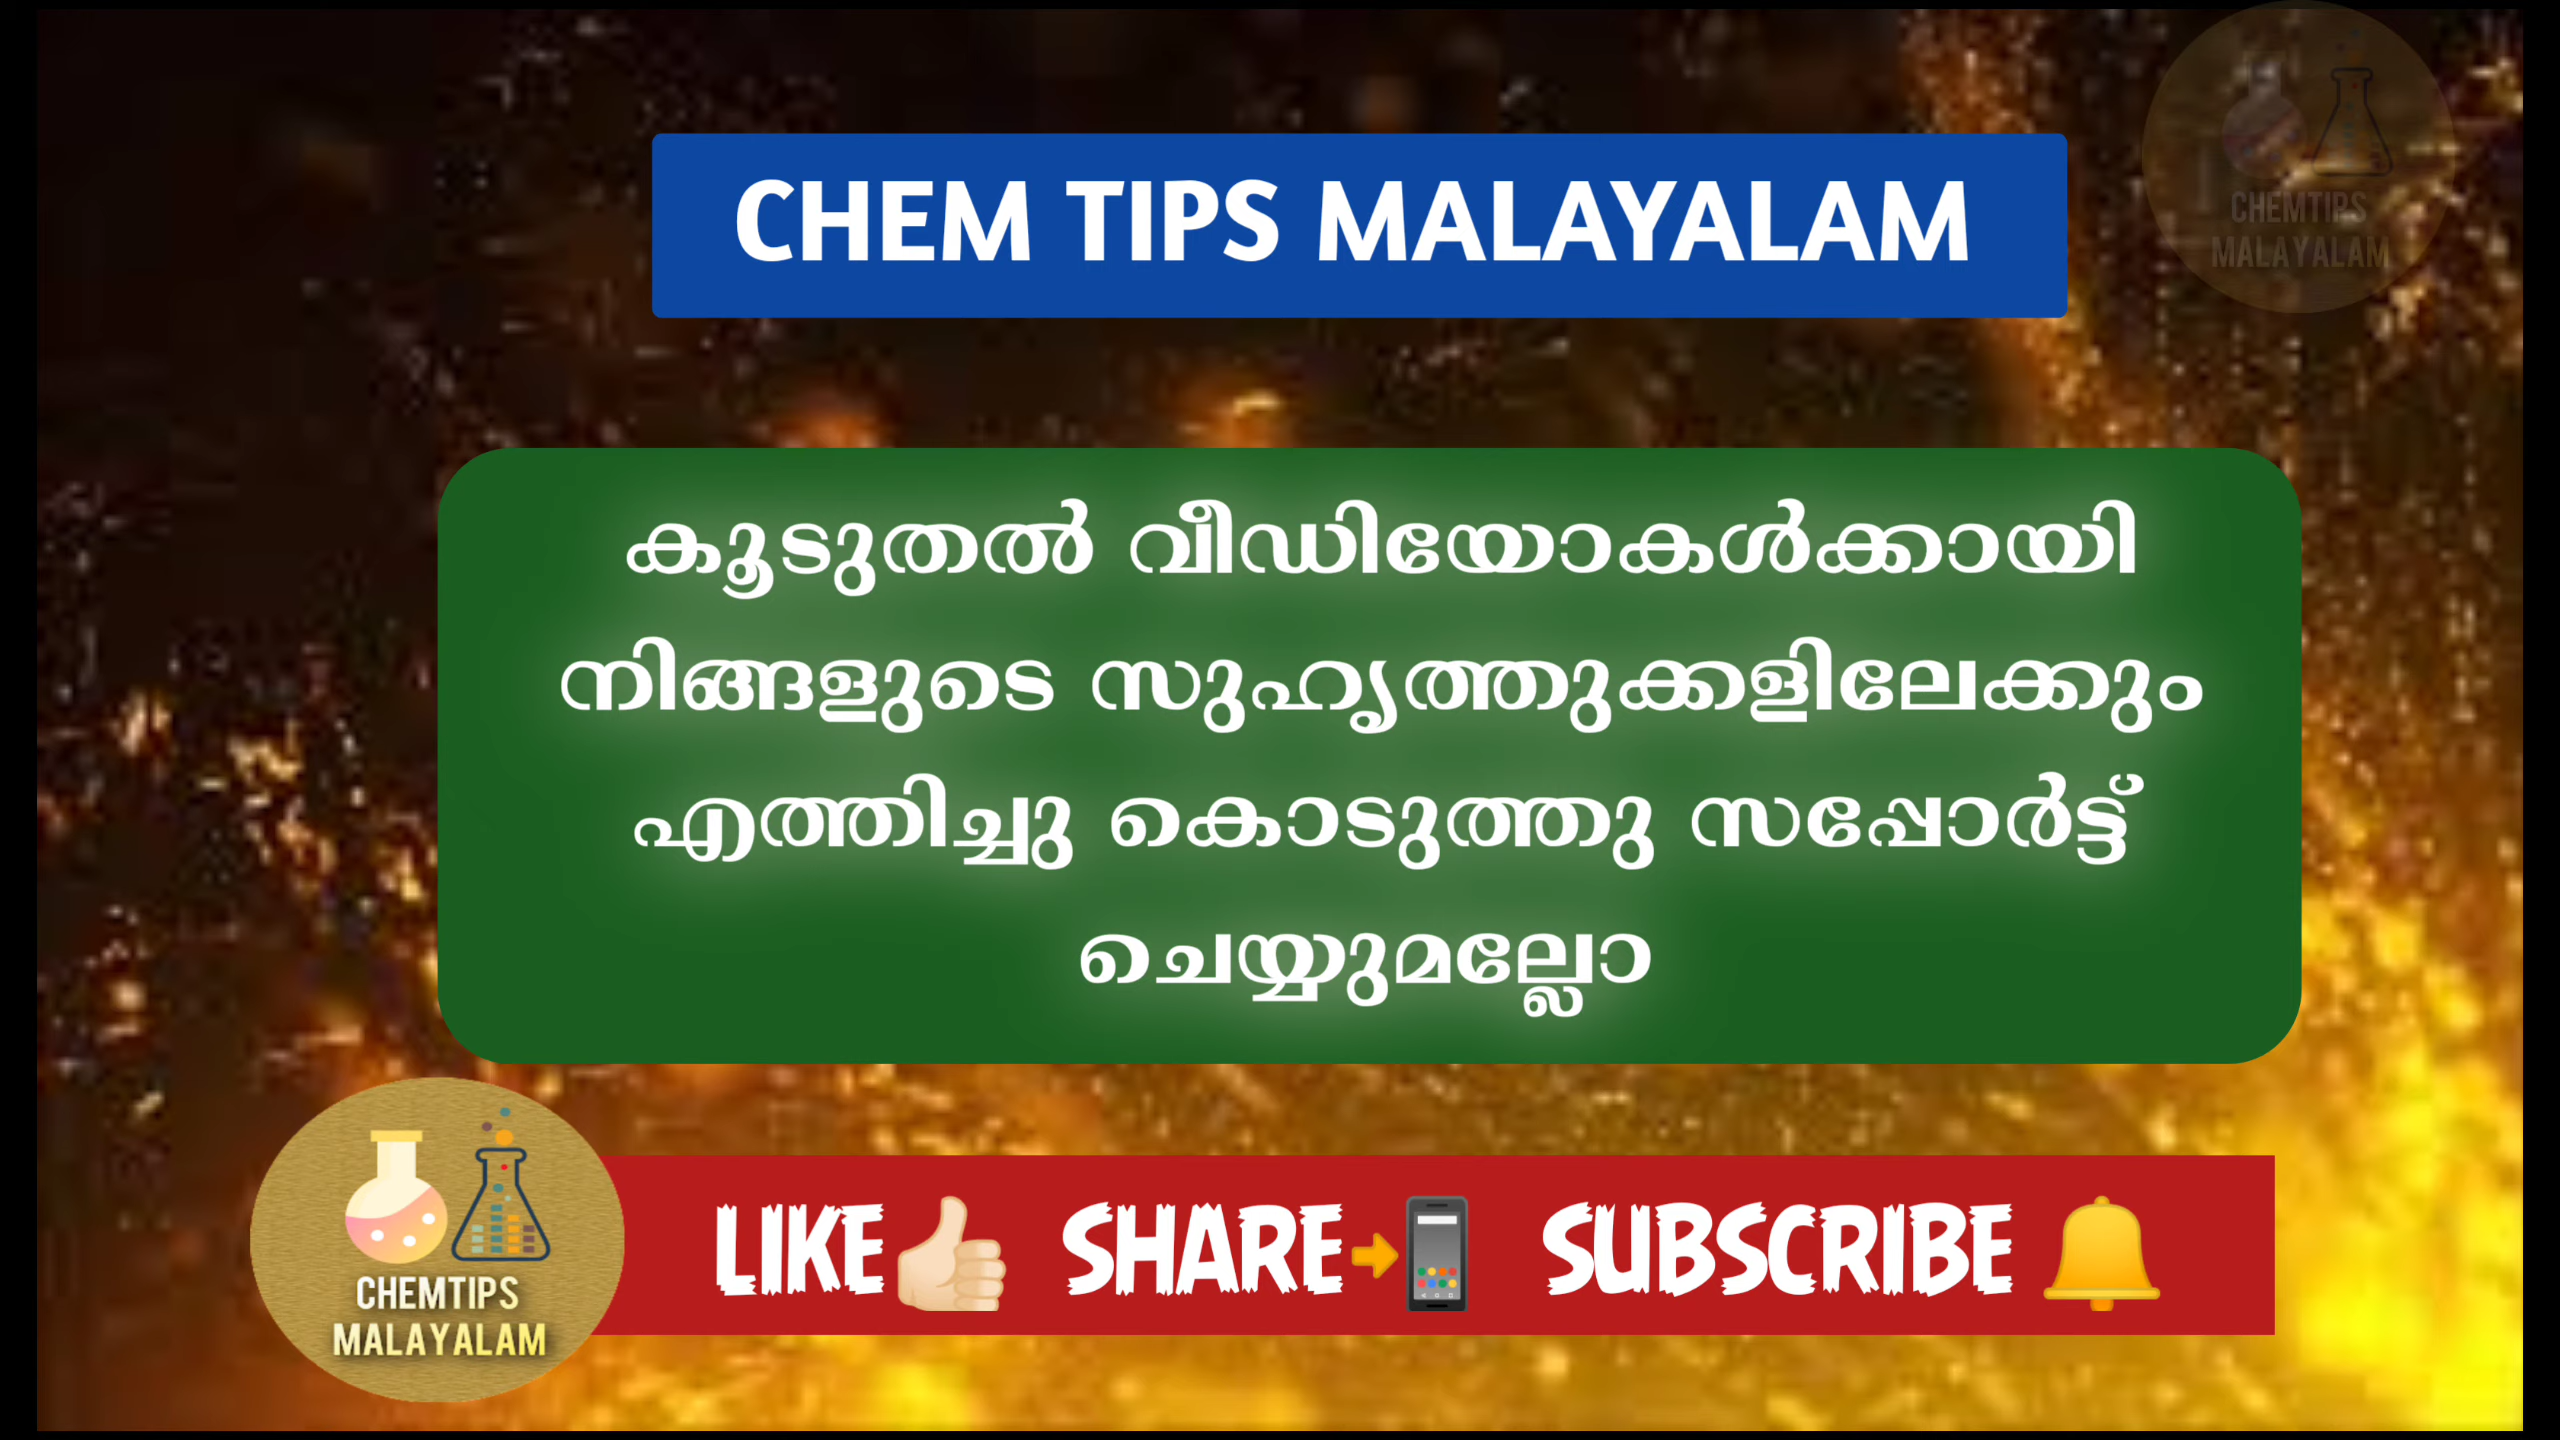 CHEMTIPS
MALAYALAM
CHEM TIPS MALAYALAM
കൂടുതൽ വീഡിയോകൾക്കായി
നിങ്ങളുടെ സുഹൃത്തുക്കളിലേക്കും
എത്തിച്ചു കൊടുത്തു സപ്പോർട്ട്
ചെയ്യുമല്ലോ
LIKE👍🏻 SHARE📲 SUBSCRIBE 🔔
CHEMTIPS
MALAYALAM